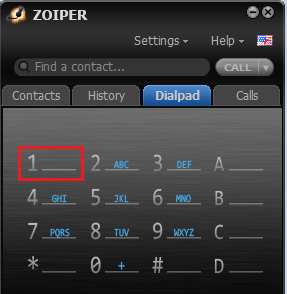 ZOIPER
Settings Help
Find a contact... CALL
Contacts History Dialpad Calls
1 2 ABC 3 DEF A
4 GHI 5 JKL 6 MNO B
7 PQRS 8 TUV 9 WXYZ C
* 0 + # D